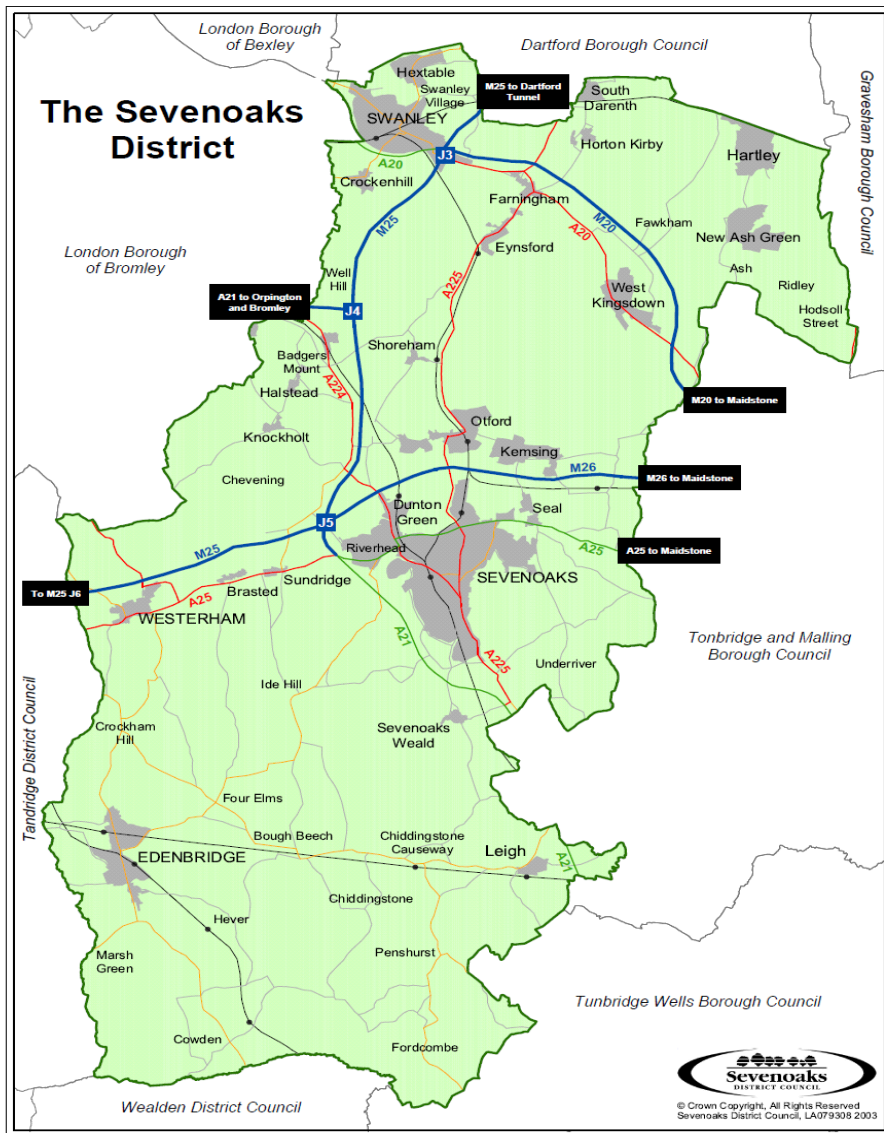 London Borough
of Bexley
Dartford Borough Council
Gravesham Borough Council
The Sevenoaks
District
Hextable
Swanley
Village
SWANLEY
M25 to Dartford
Tunnel
South
Darenth
Horton Kirby
Hartley
J3
A20
Crockenhill
Farningham
M20
Fawkham
New Ash Green
M25
A20
Eynsford
London Borough
of Bromley
Well
Hill
A225
West
Kingsdown
Ash
Ridley
Hodsoll
Street
A21 to Orpington
and Bromley
J4
Shoreham
Badgers
Mount
A224
Halstead
M20 to Maidstone
Otford
Knockholt
Kemsing
M26
M26 to Maidstone
Chevening
Dunton
Green
Seal
J5
Riverhead
A25
A25 to Maidstone
M25
To M25 J6
Brasted
Sundridge
SEVENOAKS
A25
WESTERHAM
A21
Tonbridge and Malling
Borough Council
A225
Underriver
Ide Hill
Tandridge District Council
Crockham
Hill
Sevenoaks
Weald
Four Elms
Bough Beech
Chiddingstone
Causeway
Leigh
A21
EDENBRIDGE
Chiddingstone
Hever
Marsh
Green
Penshurst
Tunbridge Wells Borough Council
Cowden
Fordcombe
Wealden District Council
Sevenoaks
DISTRICT COUNCIL
© Crown Copyright, All Rights Reserved
Sevenoaks District Council, LA079308 2003